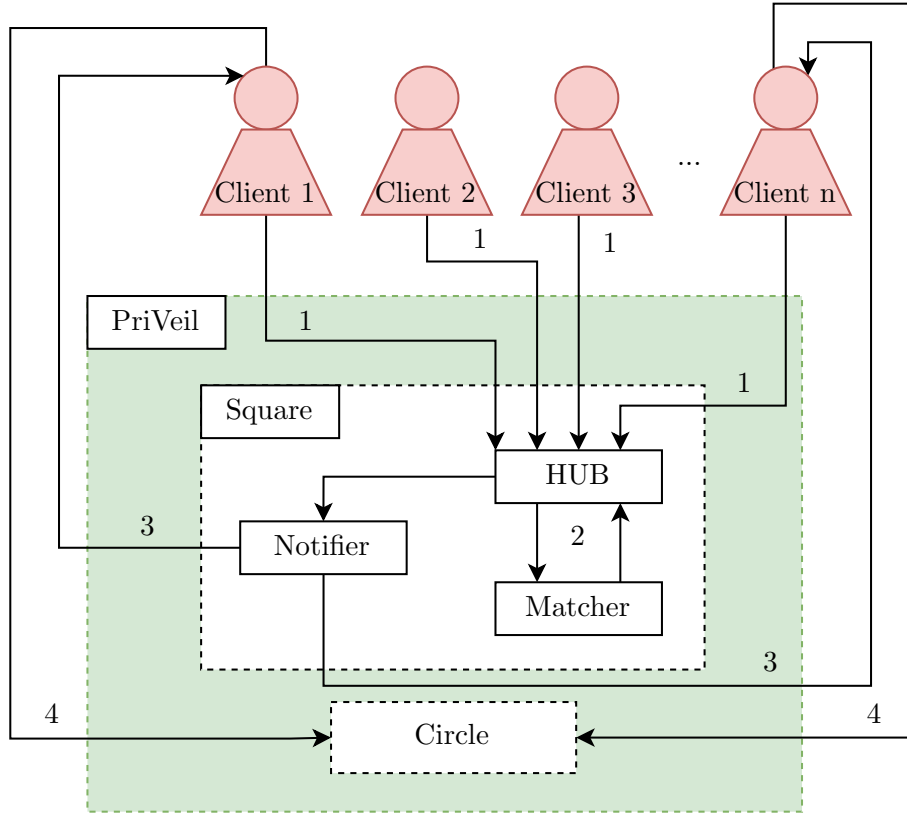 Client 1
Client 2
Client 3
...
Client n
1
1
1
PriVeil
1
Square
HUB
3
Notifier
2
Matcher
3
4
Circle
4